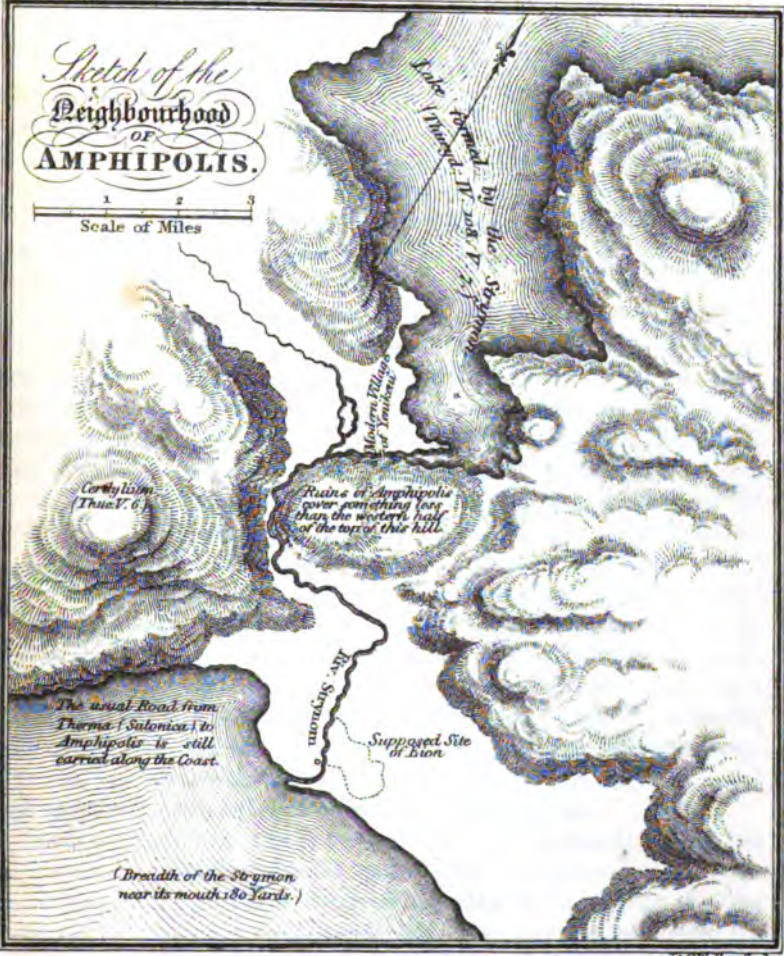 Sketch of the
Neighbourhood
OF
AMPHIPOLIS.
1 2 3
Scale of Miles
Lake formed by the Strymon
(Thucyd. IV. 108. V. 7.)
Modern Village
of Yenikeui
Cerdylium
(Thuc. V. 6)
Ruins of Amphipolis
cover something less
than the western half
of the top of this hill.
Riv. Strymon
The usual Road from
Therma (Salonica) to
Amphipolis is still
carried along the Coast.
Supposed Site
of Eion
(Breadth of the Strymon
near its mouth 180 Yards.)